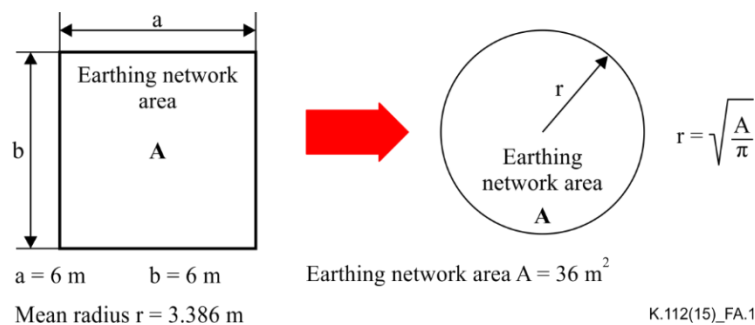 a
Earthing network
area
A
b
r
Earthing
network area
A
r = √(A/π)
a = 6 m b = 6 m
Earthing network area A = 36 m²
Mean radius r = 3.386 m
K.112(15)_FA.1